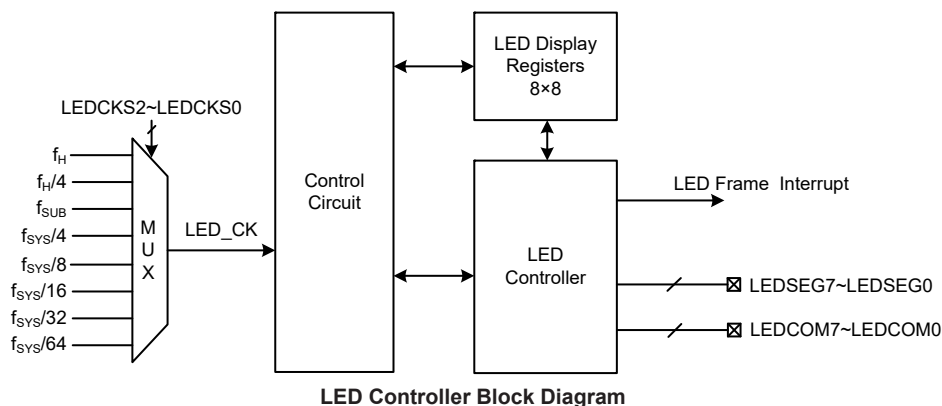 LEDCKS2~LEDCKS0
fH
fH/4
fSUB
fSYS/4
fSYS/8
fSYS/16
fSYS/32
fSYS/64
M
U
X
LED_CK
Control
Circuit
LED Display
Registers
8×8
LED
Controller
LED Frame Interrupt
LEDSEG7~LEDSEG0
LEDCOM7~LEDCOM0
LED Controller Block Diagram